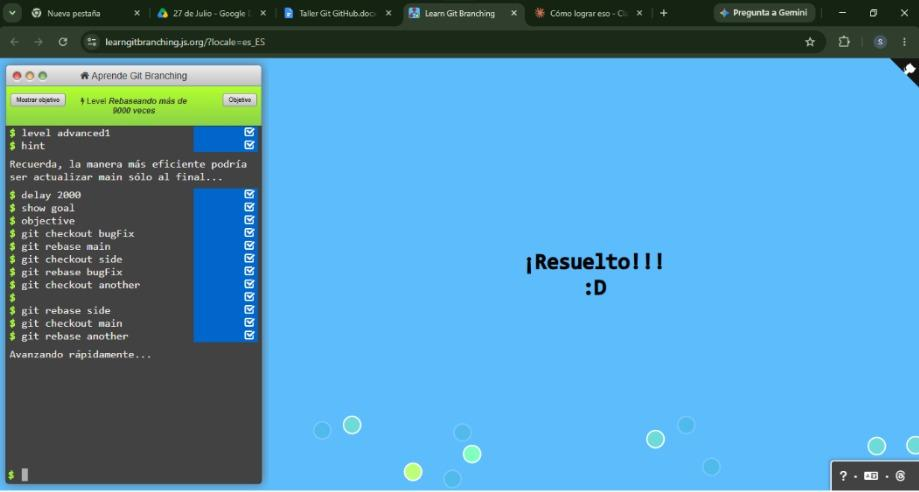 Nueva pestaña
27 de Julio - Google D
Taller Git GitHub.doc
Learn Git Branching
Cómo lograr eso - Cl
Pregunta a Gemini
learngitbranching.js.org/?locale=es_ES
S
Aprende Git Branching
Mostrar objetivo
Level Rebaseando más de
9000 veces
Objetivo
$ level advanced1
$ hint
Recuerda, la manera más eficiente podría
ser actualizar main sólo al final...
$ delay 2000
$ show goal
$ objective
$ git checkout bugFix
$ git rebase main
$ git checkout side
$ git rebase bugFix
$ git checkout another
$
$ git rebase side
$ git checkout main
$ git rebase another
Avanzando rápidamente...
$
¡Resuelto!!!
:D
?